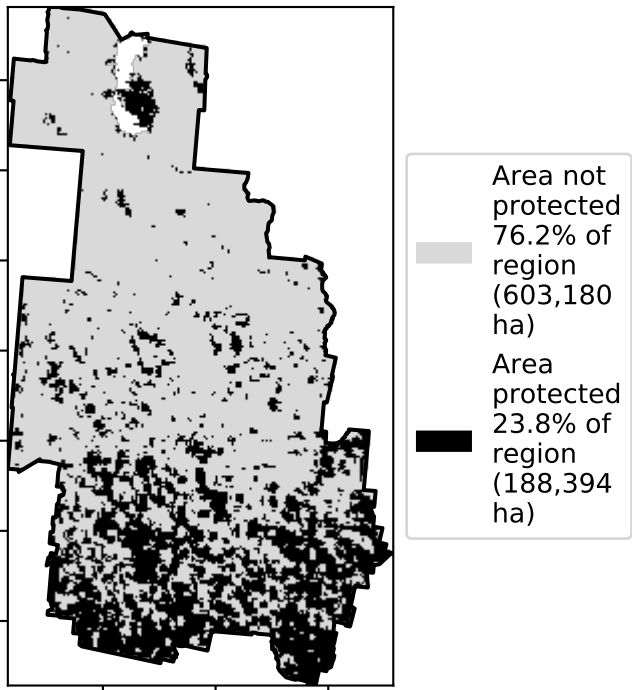 Area not
protected
76.2% of
region
(603,180
ha)
Area
protected
23.8% of
region
(188,394
ha)